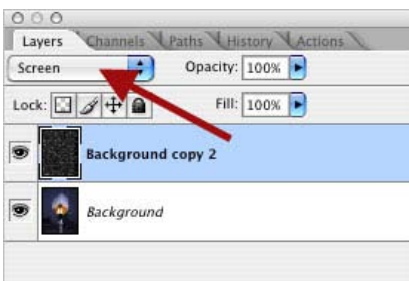 Layers Channels Paths History Actions
Screen Opacity: 100%
Lock: Fill: 100%
Background copy 2
Background